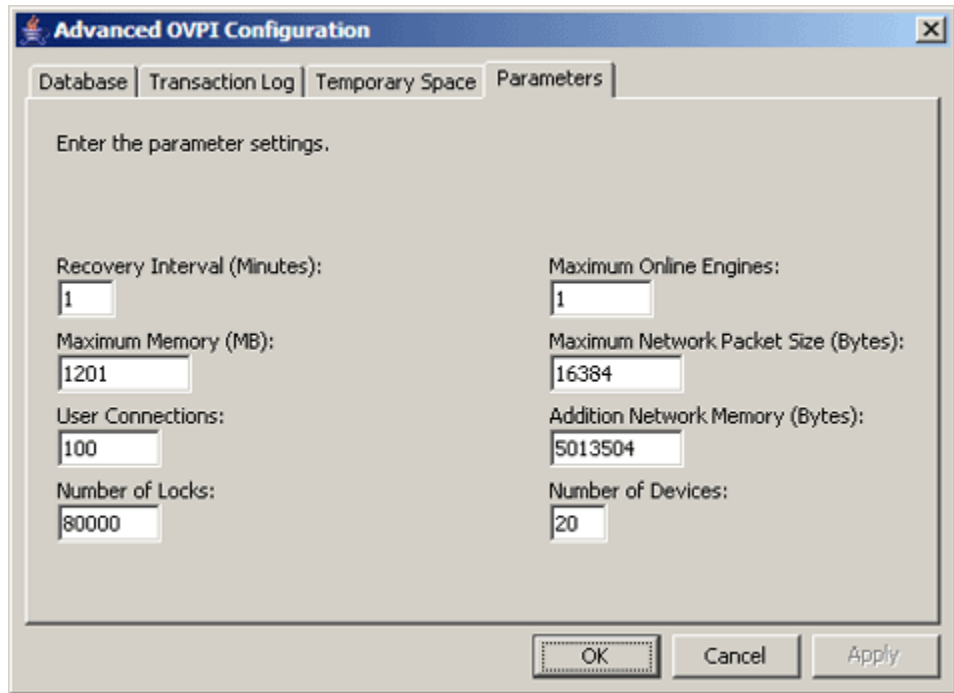 Advanced OVPI Configuration
Database Transaction Log Temporary Space Parameters
Enter the parameter settings.
Recovery Interval (Minutes):
1
Maximum Memory (MB):
1201
User Connections:
100
Number of Locks:
80000
Maximum Online Engines:
1
Maximum Network Packet Size (Bytes):
16384
Addition Network Memory (Bytes):
5013504
Number of Devices:
20
OK Cancel Apply